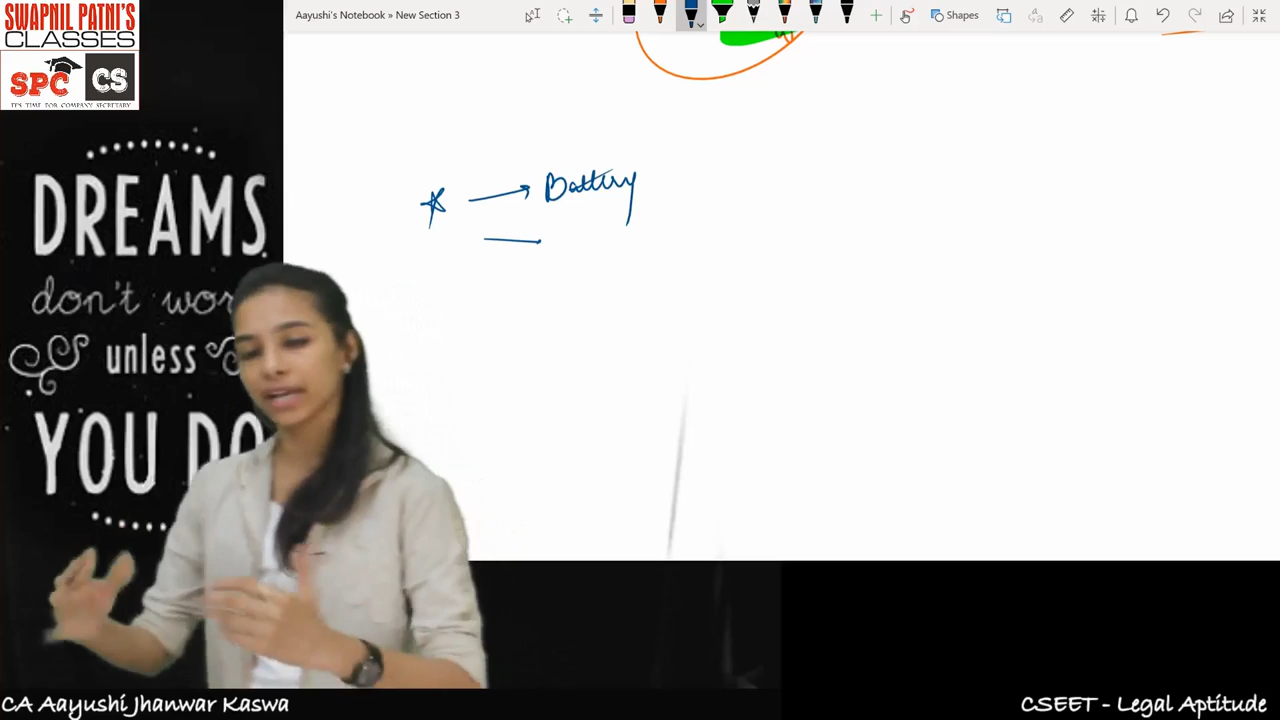 SWAPNIL PATNI'S
CLASSES
SPC CS
IT'S TIME FOR COMPANY SECRETARY
Aayushi's Notebook » New Section 3
Shapes
Battery
DREAMS
don't wor
unless
YOU DO
CA Aayushi Jhanwar Kaswa
CSEET - Legal Aptitude